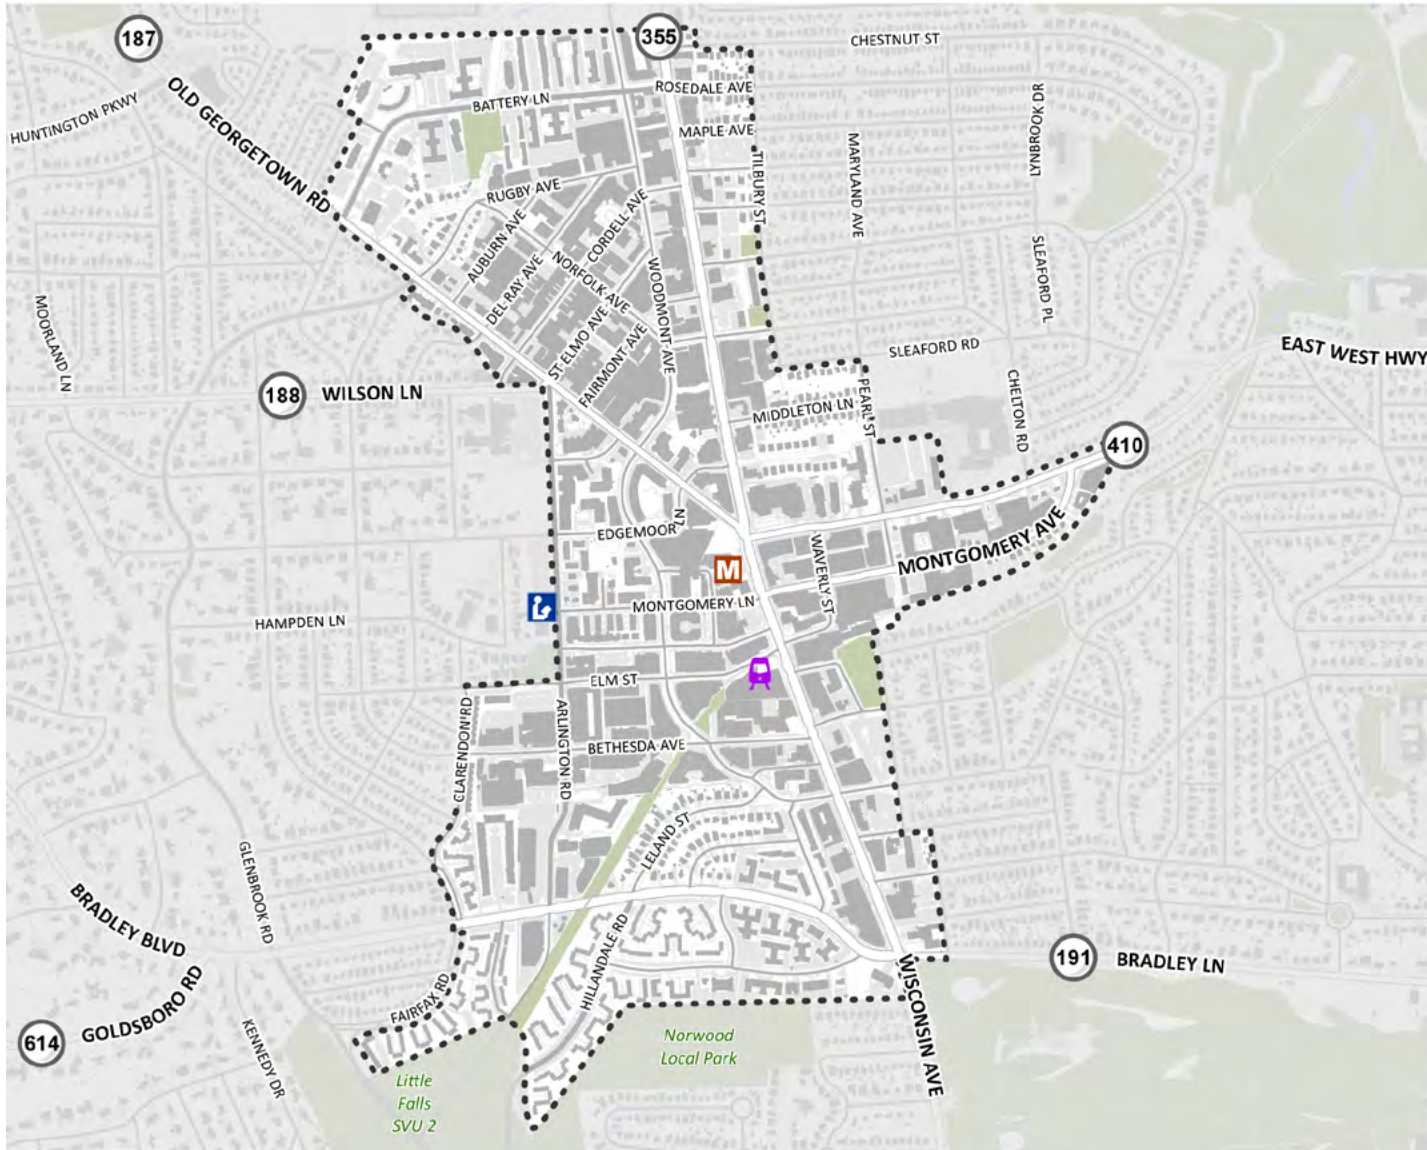 187
355
CHESTNUT ST
OLD GEORGETOWN RD
HUNTINGTON PKWY
BATTERY LN
ROSEDALE AVE
LYNBROOK DR
MAPLE AVE
TILBURY ST
MARYLAND AVE
RUGBY AVE
AUBURN AVE
CORDELL AVE
DEL RAY AVE
NORFOLK AVE
WOODMONT AVE
SLEAFORD PL
MOORLAND LN
ST ELMO AVE
FAIRMONT AVE
SLEAFORD RD
EAST WEST HWY
188
WILSON LN
PEARL ST
MIDDLETON LN
CHELTON RD
410
EDGEMOOR
LN
WAVERLY ST
MONTGOMERY AVE
M
MONTGOMERY LN
HAMPDEN LN
ELM ST
CLARENDON RD
ARLINGTON RD
BETHESDA AVE
LELAND ST
GLENBROOK RD
BRADLEY BLVD
HILLANDALE RD
191
BRADLEY LN
WISCONSIN AVE
GOLDSBORO RD
FAIRFAX RD
614
KENNEDY DR
Norwood
Local Park
Little
Falls
SVU 2